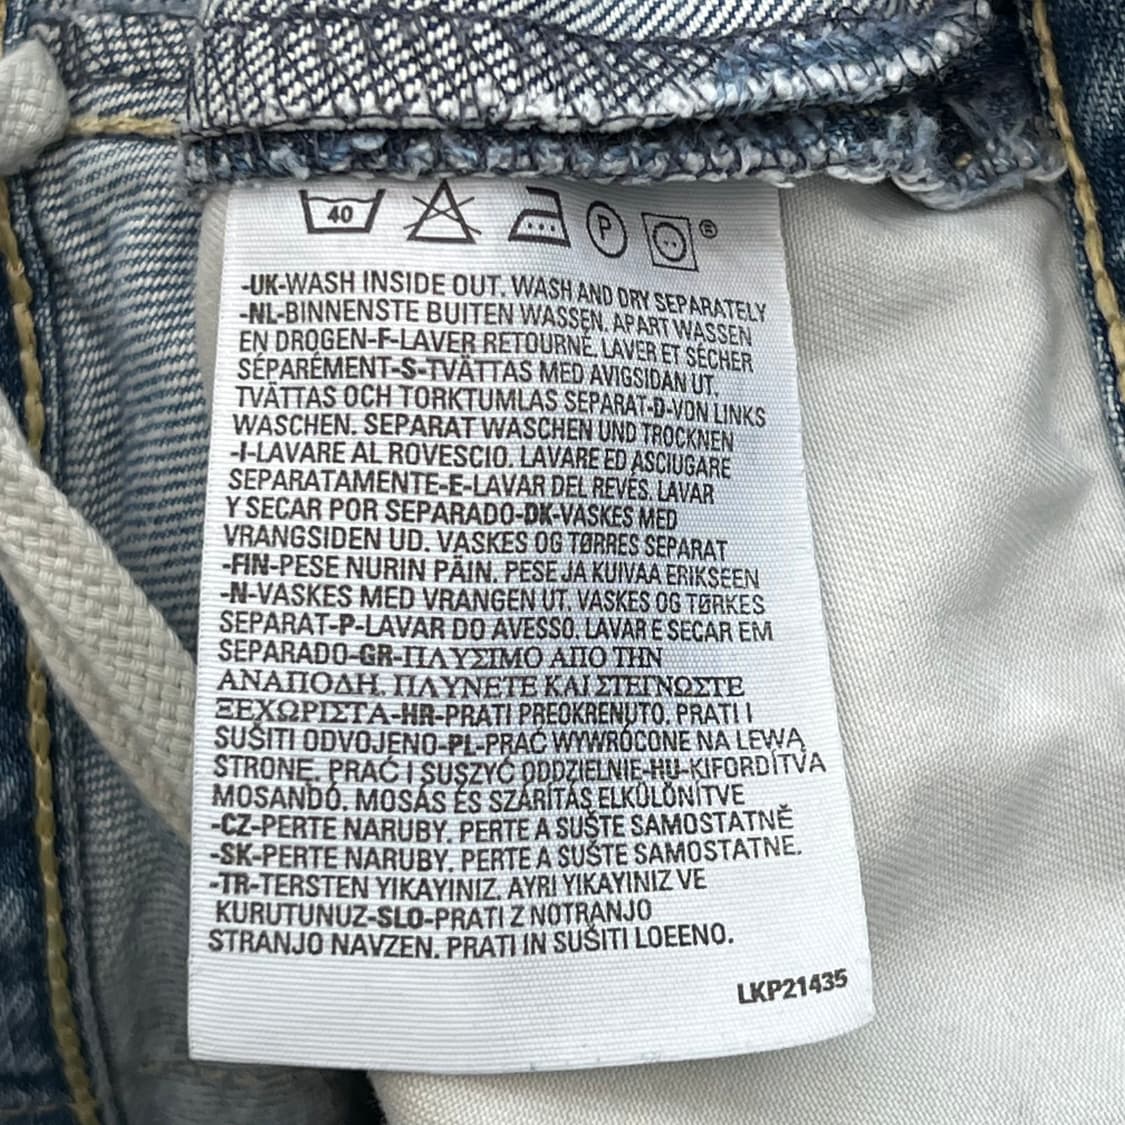 40
P
®
-UK-WASH INSIDE OUT. WASH AND DRY SEPARATELY
-NL-BINNENSTE BUITEN WASSEN. APART WASSEN
EN DROGEN-F-LAVER RETOURNÉ. LAVER ET SÉCHER
SÉPARÉMENT-S-TVÄTTAS MED AVIGSIDAN UT.
TVÄTTAS OCH TORKTUMLAS SEPARAT-D-VON LINKS
WASCHEN. SEPARAT WASCHEN UND TROCKNEN
-I-LAVARE AL ROVESCIO. LAVARE ED ASCIUGARE
SEPARATAMENTE-E-LAVAR DEL REVÉS. LAVAR
Y SECAR POR SEPARADO-DK-VASKES MED
VRANGSIDEN UD. VASKES OG TØRRES SEPARAT
-FIN-PESE NURIN PÄIN. PESE JA KUIVAA ERIKSEEN
-N-VASKES MED VRANGEN UT. VASKES OG TØRKES
SEPARAT-P-LAVAR DO AVESSO. LAVAR E SECAR EM
SEPARADO-GR-ΠΛΥΣΙΜΟ ΑΠΟ ΤΗΝ
ΑΝΑΠΟΔΗ. ΠΛΥΝΕΤΕ ΚΑΙ ΣΤΕΓΝΩΣΤΕ
ΞΕΧΩΡΙΣΤΑ-HR-PRATI PREOKRENUTO. PRATI I
SUŠITI ODVOJENO-PL-PRAĆ WYWRÓCONE NA LEWĄ
STRONĘ. PRAĆ I SUSZYĆ ODDZIELNIE-HU-KIFORDÍTVA
MOSANDÓ. MOSÁS ÉS SZÁRÍTÁS ELKÜLÖNÍTVE
-CZ-PERTE NARUBY. PERTE A SUŠTE SAMOSTATNĚ
-SK-PERTE NARUBY. PERTE A SUŠTE SAMOSTATNE.
-TR-TERSTEN YIKAYINIZ. AYRI YIKAYINIZ VE
KURUTUNUZ-SLO-PRATI Z NOTRANJO
STRANJO NAVZEN. PRATI IN SUŠITI LOEENO.
LKP21435